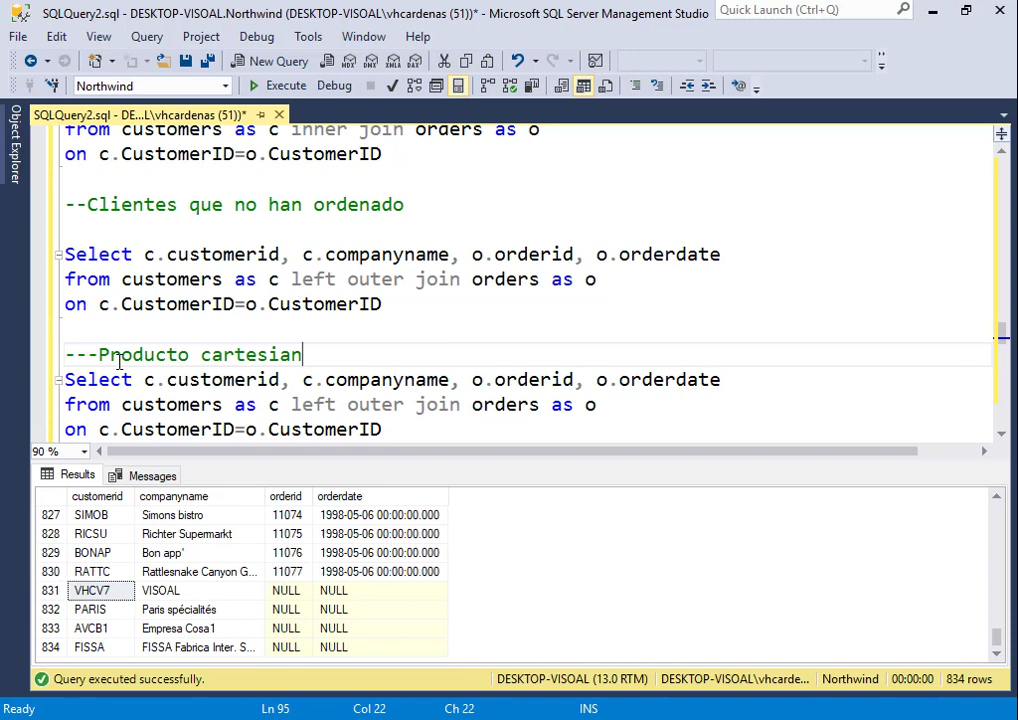 SQLQuery2.sql - DESKTOP-VISOAL.Northwind (DESKTOP-VISOAL\vhcardenas (51))* - Microsoft SQL Server Management Studio
Quick Launch (Ctrl+Q)
File Edit View Query Project Debug Tools Window Help
New Query MDX DMX XMLA DAX
Northwind Execute Debug
Object Explorer
SQLQuery2.sql - DE...L\vhcardenas (51))*
from customers as c inner join orders as o
on c.CustomerID=o.CustomerID
--Clientes que no han ordenado
Select c.customerid, c.companyname, o.orderid, o.orderdate
from customers as c left outer join orders as o
on c.CustomerID=o.CustomerID
---Producto cartesian
Select c.customerid, c.companyname, o.orderid, o.orderdate
from customers as c left outer join orders as o
on c.CustomerID=o.CustomerID
90 %
Results Messages
customerid companyname orderid orderdate
827 SIMOB Simons bistro 11074 1998-05-06 00:00:00.000
828 RICSU Richter Supermarkt 11075 1998-05-06 00:00:00.000
829 BONAP Bon app' 11076 1998-05-06 00:00:00.000
830 RATTC Rattlesnake Canyon G... 11077 1998-05-06 00:00:00.000
831 VHCV7 VISOAL NULL NULL
832 PARIS Paris spécialités NULL NULL
833 AVCB1 Empresa Cosa1 NULL NULL
834 FISSA FISSA Fabrica Inter. S... NULL NULL
Query executed successfully. DESKTOP-VISOAL (13.0 RTM) DESKTOP-VISOAL\vhcarde... Northwind 00:00:00 834 rows
Ready Ln 95 Col 22 Ch 22 INS